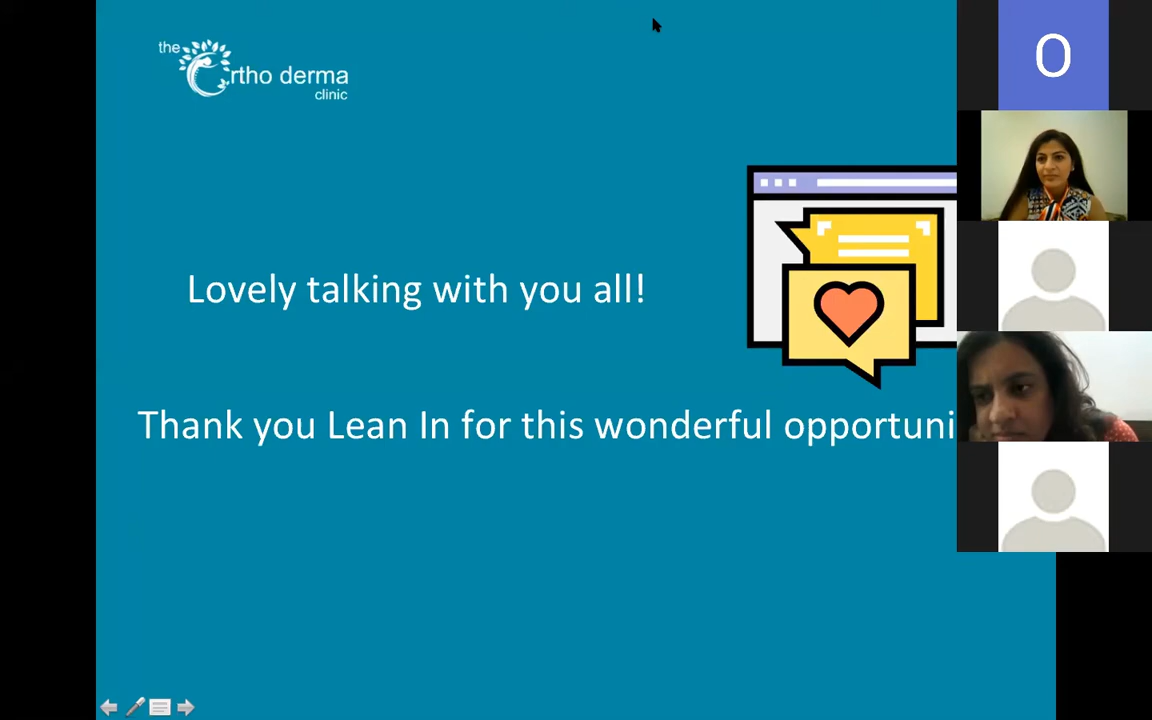 the
rtho derma
clinic
Lovely talking with you all!
Thank you Lean In for this wonderful opportuni
O